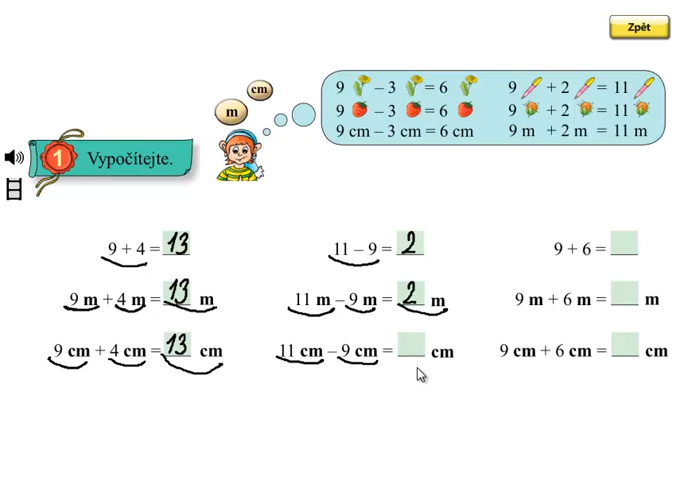 Zpět
cm
m
9 – 3 = 6
9 + 2 = 11
9 – 3 = 6
9 + 2 = 11
9 cm – 3 cm = 6 cm
9 m + 2 m = 11 m
1 Vypočítejte.
9 + 4 = 13
11 – 9 = 2
9 + 6 =
9 m + 4 m = 13 m
11 m – 9 m = 2 m
9 m + 6 m = m
9 cm + 4 cm = 13 cm
11 cm – 9 cm = cm
9 cm + 6 cm = cm